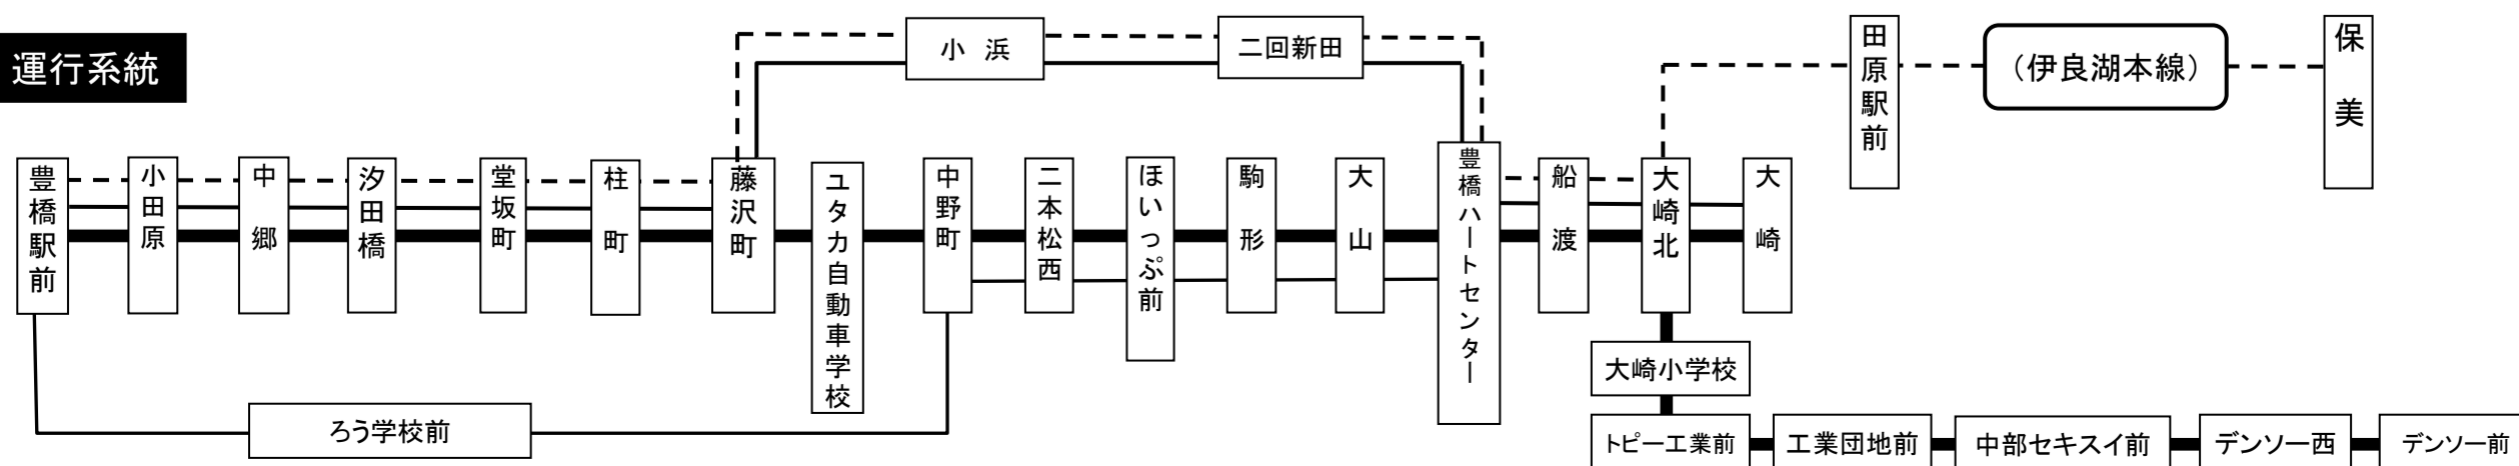 運行系統
小浜
二回新田
田原駅前
（伊良湖本線）
保美
豊橋駅前
小田原
中郷
汐田橋
堂坂町
柱町
藤沢町
ユタカ自動車学校
中野町
二本松西
ほいっぷ前
駒形
大山
豊橋ハートセンター
船渡
大崎北
大崎
大崎小学校
ろう学校前
トピー工業前
工業団地前
中部セキスイ前
デンソー西
デンソー前